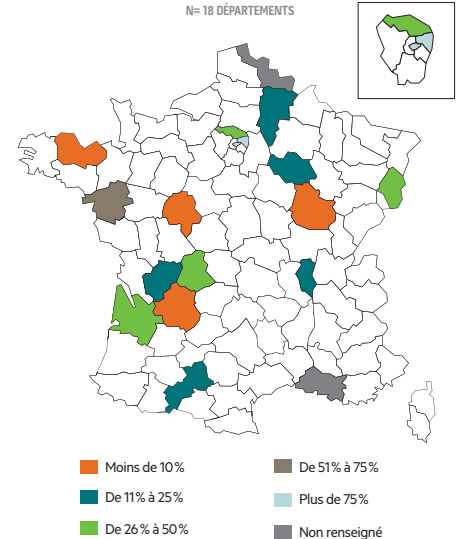 N= 18 DÉPARTEMENTS
Moins de 10%
De 11% à 25%
De 26% à 50%
De 51% à 75%
Plus de 75%
Non renseigné